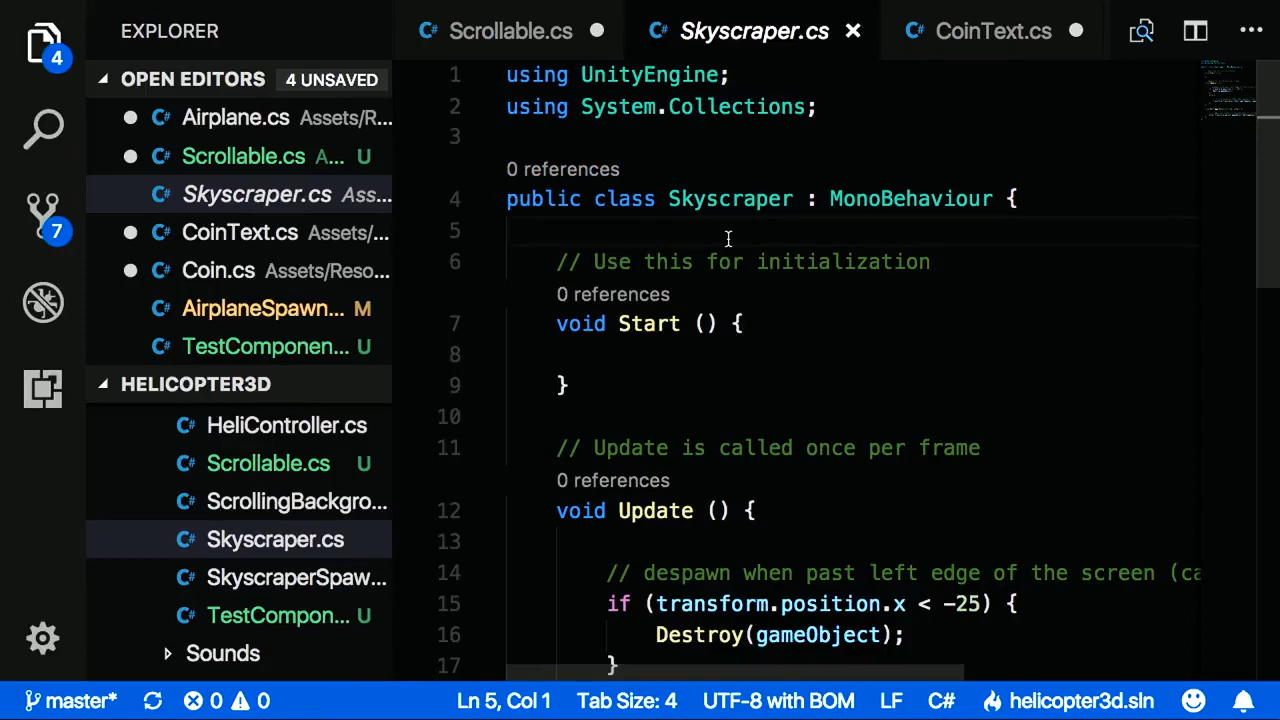 EXPLORER
OPEN EDITORS 4 UNSAVED
Airplane.cs Assets/R...
Scrollable.cs A... U
Skyscraper.cs Ass...
CoinText.cs Assets/...
Coin.cs Assets/Reso...
AirplaneSpawn... M
TestComponen... U
HELICOPTER3D
HeliController.cs
Scrollable.cs U
ScrollingBackgro...
Skyscraper.cs
SkyscraperSpaw...
TestCompon... U
Sounds
4
7
Scrollable.cs Skyscraper.cs CoinText.cs
1 using UnityEngine;
2 using System.Collections;
3
0 references
4 public class Skyscraper : MonoBehaviour {
5
6 // Use this for initialization
0 references
7 void Start () {
8
9 }
10
11 // Update is called once per frame
0 references
12 void Update () {
13
14 // despawn when past left edge of the screen (ca
15 if (transform.position.x < -25) {
16 Destroy(gameObject);
17 }
master* 0 0 Ln 5, Col 1 Tab Size: 4 UTF-8 with BOM LF C# helicopter3d.sln